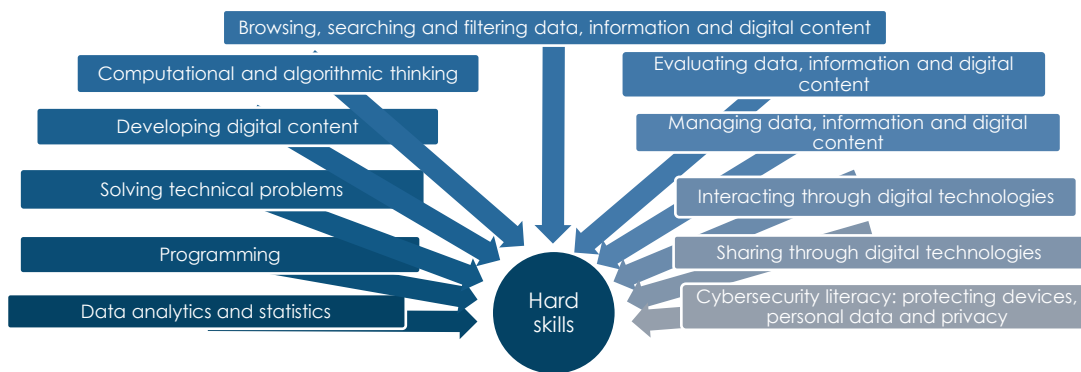 Browsing, searching and filtering data, information and digital content
Computational and algorithmic thinking
Developing digital content
Solving technical problems
Programming
Data analytics and statistics
Evaluating data, information and digital
content
Managing data, information and digital
content
Interacting through digital technologies
Sharing through digital technologies
Cybersecurity literacy: protecting devices,
personal data and privacy
Hard
skills